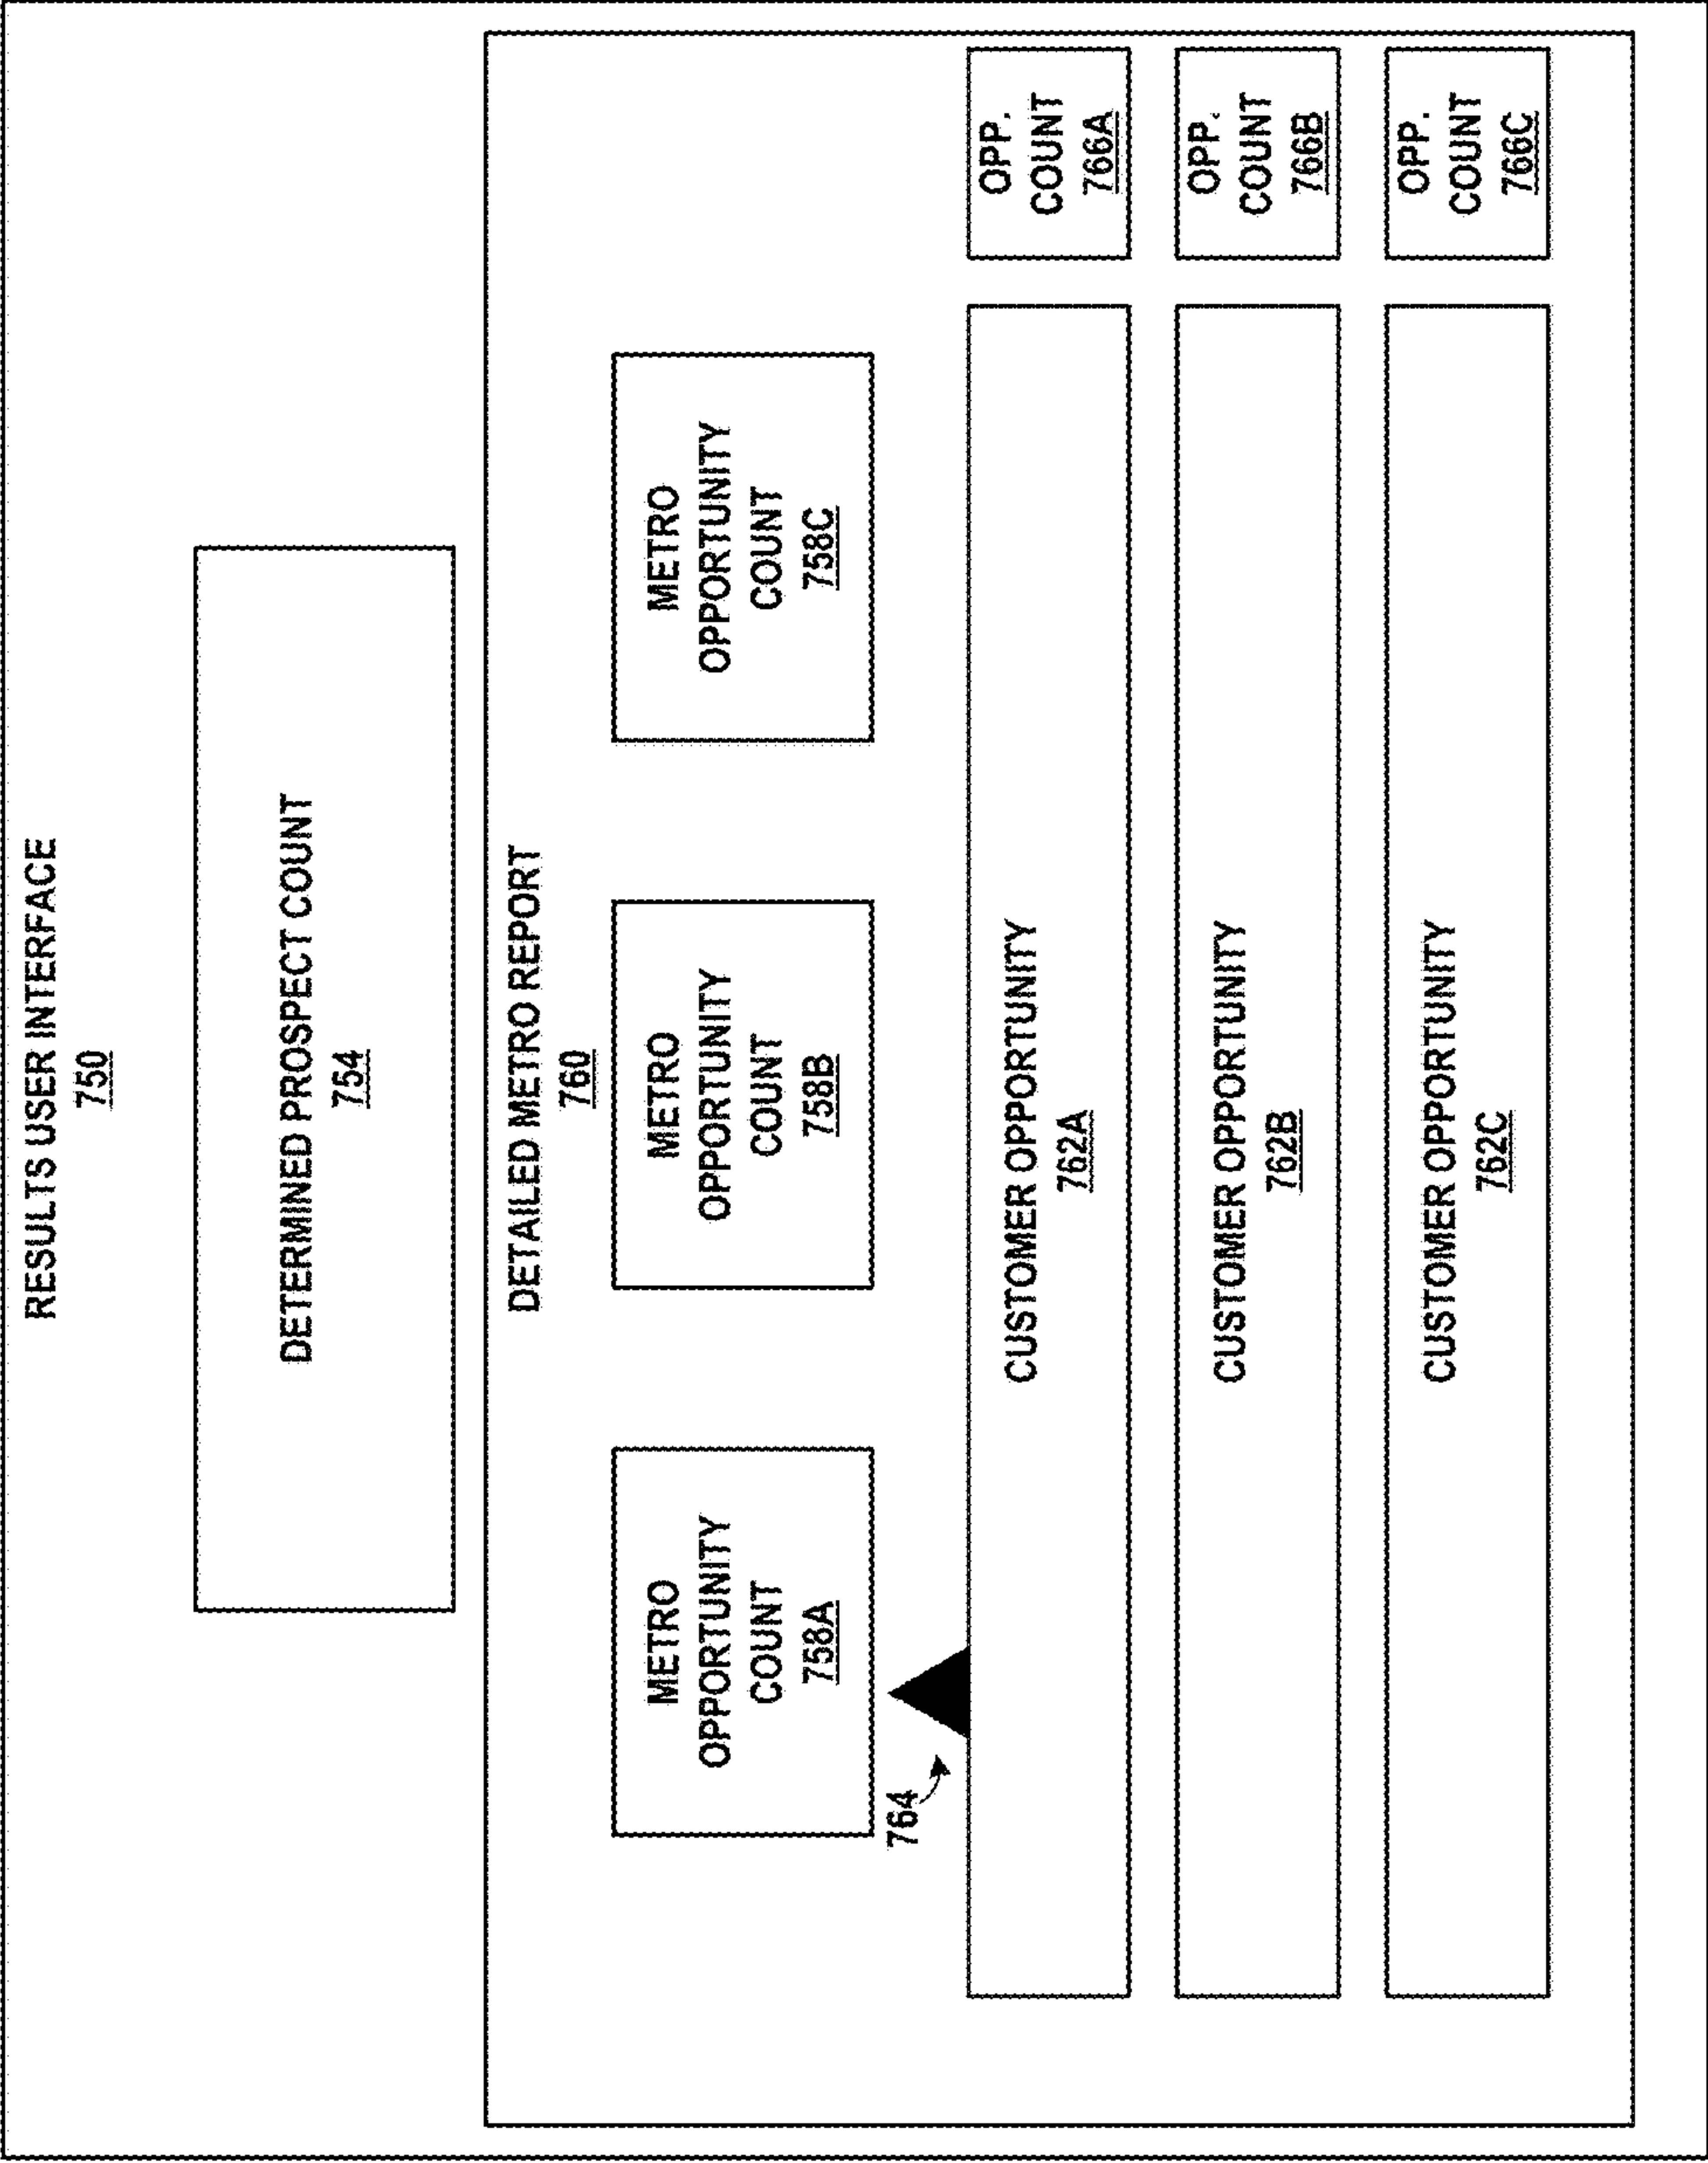 RESULTS USER INTERFACE
750
DETERMINED PROSPECT COUNT
754
DETAILED METRO REPORT
760
METRO
OPPORTUNITY
COUNT
758A
METRO
OPPORTUNITY
COUNT
758B
METRO
OPPORTUNITY
COUNT
758C
764
CUSTOMER OPPORTUNITY
762A
OPP.
COUNT
766A
CUSTOMER OPPORTUNITY
762B
OPP.
COUNT
766B
CUSTOMER OPPORTUNITY
762C
OPP.
COUNT
766C